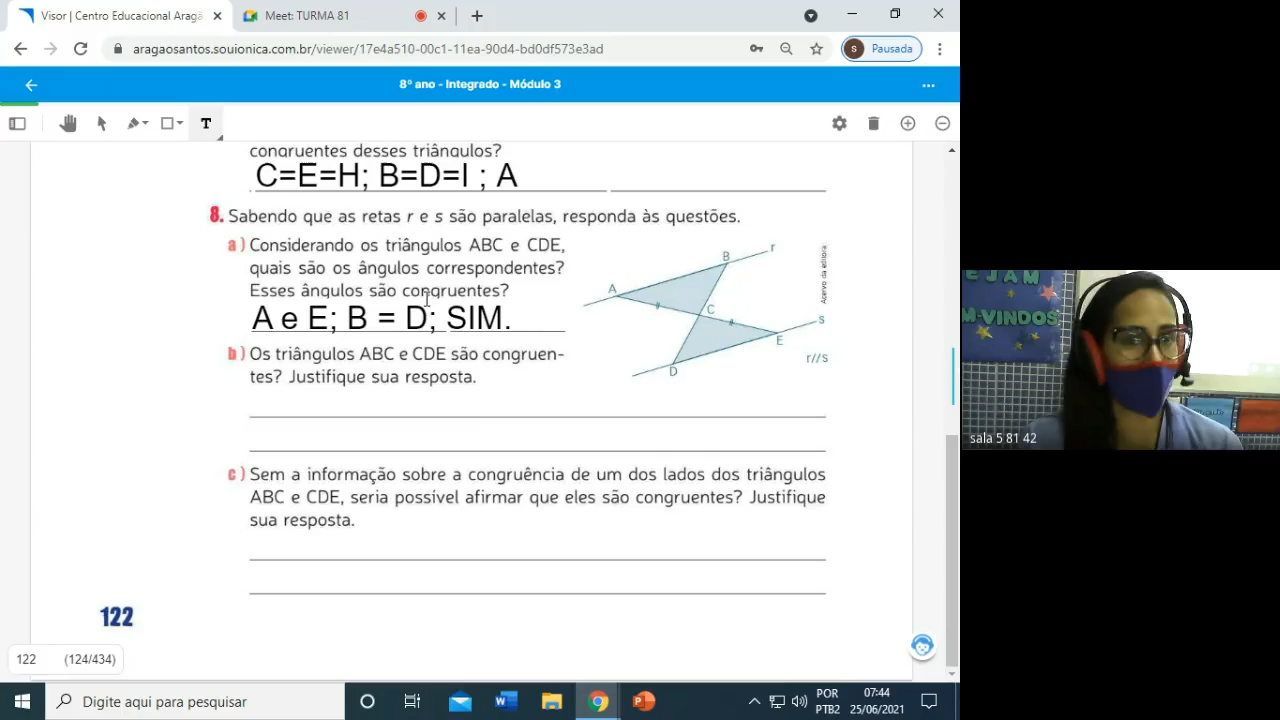 Visor | Centro Educacional Aragã
Meet: TURMA 81
aragaosantos.souionica.com.br/viewer/17e4a510-00c1-11ea-90d4-bd0df573e3ad
s
Pausada
8º ano - Integrado - Módulo 3
T
congruentes desses triângulos?
C=E=H; B=D=I ; A
8. Sabendo que as retas r e s são paralelas, responda às questões.
a) Considerando os triângulos ABC e CDE,
quais são os ângulos correspondentes?
Esses ângulos são congruentes?
A e E; B = D; SIM.
B
r
A
C
s
E
D
r//s
Acervo da editora
b) Os triângulos ABC e CDE são congruen-
tes? Justifique sua resposta.
c) Sem a informação sobre a congruência de um dos lados dos triângulos
ABC e CDE, seria possivel afirmar que eles são congruentes? Justifique
sua resposta.
122
122 (124/434)
EJAM
M-VINDOS
sala 5 81 42
Digite aqui para pesquisar
POR
PTB2
07:44
25/06/2021